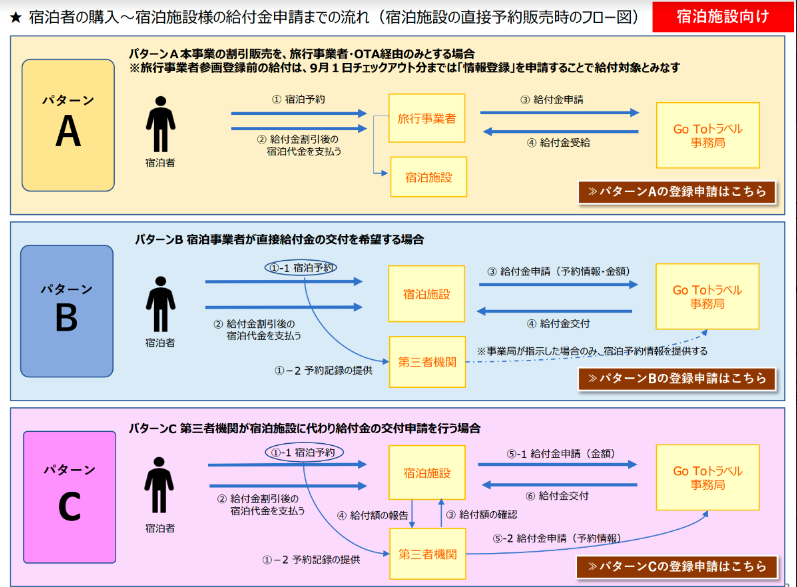 ★ 宿泊者の購入～宿泊施設様の給付金申請までの流れ（宿泊施設の直接予約販売時のフロー図）
宿泊施設向け
パターンA 本事業の割引販売を、旅行事業者・OTA経由のみとする場合
※旅行事業者参画登録前の給付は、9月1日チェックアウト分までは「情報登録」を申請することで給付対象とみなす
パターン
A
宿泊者
① 宿泊予約
② 給付金割引後の
宿泊代金を支払う
旅行事業者
宿泊施設
③ 給付金申請
④ 給付金受給
Go Toトラベル
事務局
≫パターンAの登録申請はこちら
パターンB 宿泊事業者が直接給付金の交付を希望する場合
パターン
B
宿泊者
①-1 宿泊予約
② 給付金割引後の
宿泊代金を支払う
①－2 予約記録の提供
宿泊施設
第三者機関
③ 給付金申請（予約情報・金額）
④ 給付金交付
※事業局が指示した場合のみ、宿泊予約情報を提供する
Go Toトラベル
事務局
≫パターンBの登録申請はこちら
パターンC 第三者機関が宿泊施設に代わり給付金の交付申請を行う場合
パターン
C
宿泊者
①-1 宿泊予約
② 給付金割引後の
宿泊代金を支払う
①－2 予約記録の提供
宿泊施設
④ 給付額の報告
③ 給付額の確認
第三者機関
⑤-1 給付金申請（金額）
⑥ 給付金交付
⑤-2 給付金申請（予約情報）
Go Toトラベル
事務局
≫パターンCの登録申請はこちら